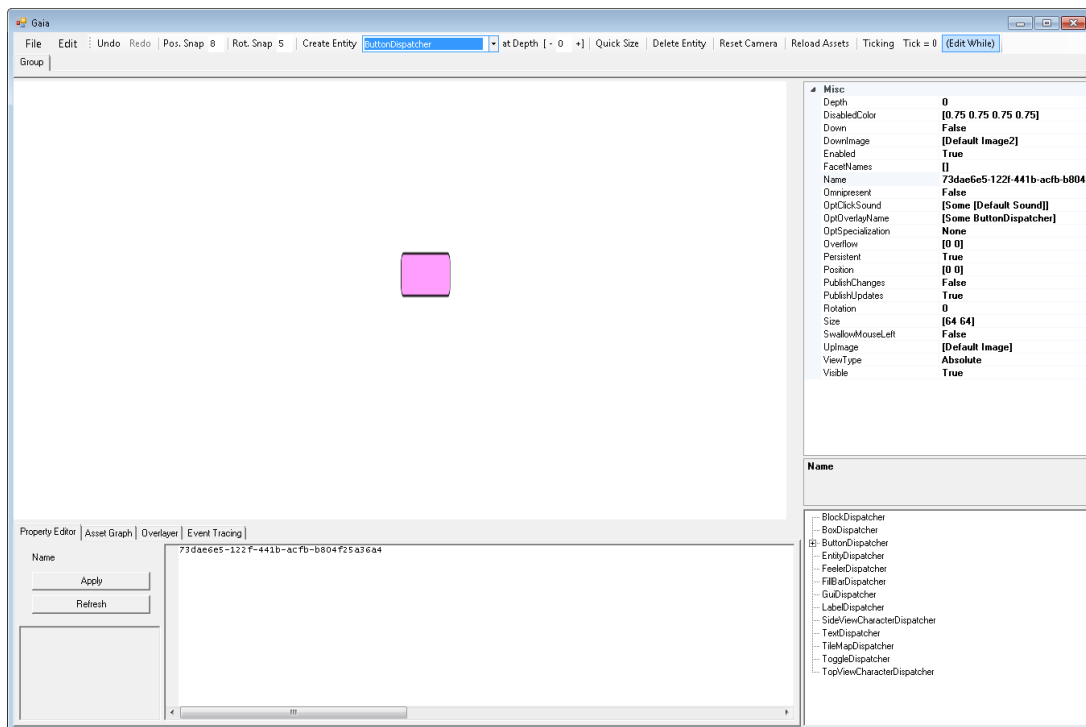 Gaia
File Edit Undo Redo Pos. Snap 8 Rot. Snap 5 Create Entity ButtonDispatcher at Depth [ - 0 +] Quick Size Delete Entity Reset Camera Reload Assets Ticking Tick = 0 (Edit While)
Group
Misc
Depth 0
DisabledColor [0.75 0.75 0.75 0.75]
Down False
DownImage [Default Image2]
Enabled True
FacetNames []
Name 73dae6e5-122f-441b-acfb-b804
Omnipresent False
OptClickSound [Some [Default Sound]]
OptOverlayName [Some ButtonDispatcher]
OptSpecialization None
Overflow [0 0]
Persistent True
Position [0 0]
PublishChanges False
PublishUpdates True
Rotation 0
Size [64 64]
SwallowMouseLeft False
UpImage [Default Image]
ViewType Absolute
Visible True
Name
Property Editor Asset Graph Overlayer Event Tracing
Name
Apply
Refresh
73dae6e5-122f-441b-acfb-b804f25a36a4
BlockDispatcher
BoxDispatcher
ButtonDispatcher
EntityDispatcher
FeelerDispatcher
FillBarDispatcher
GuiDispatcher
LabelDispatcher
SideViewCharacterDispatcher
TextDispatcher
TileMapDispatcher
ToggleDispatcher
TopViewCharacterDispatcher